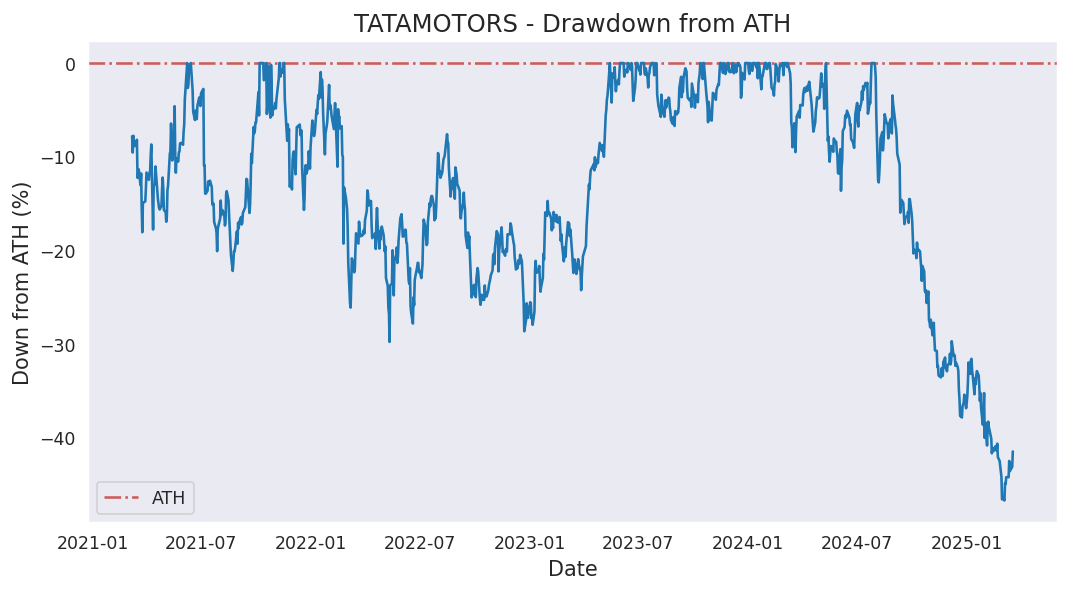 TATAMOTORS - Drawdown from ATH
Down from ATH (%)
0
−10
−20
−30
−40
ATH
2021-01 2021-07 2022-01 2022-07 2023-01 2023-07 2024-01 2024-07 2025-01
Date